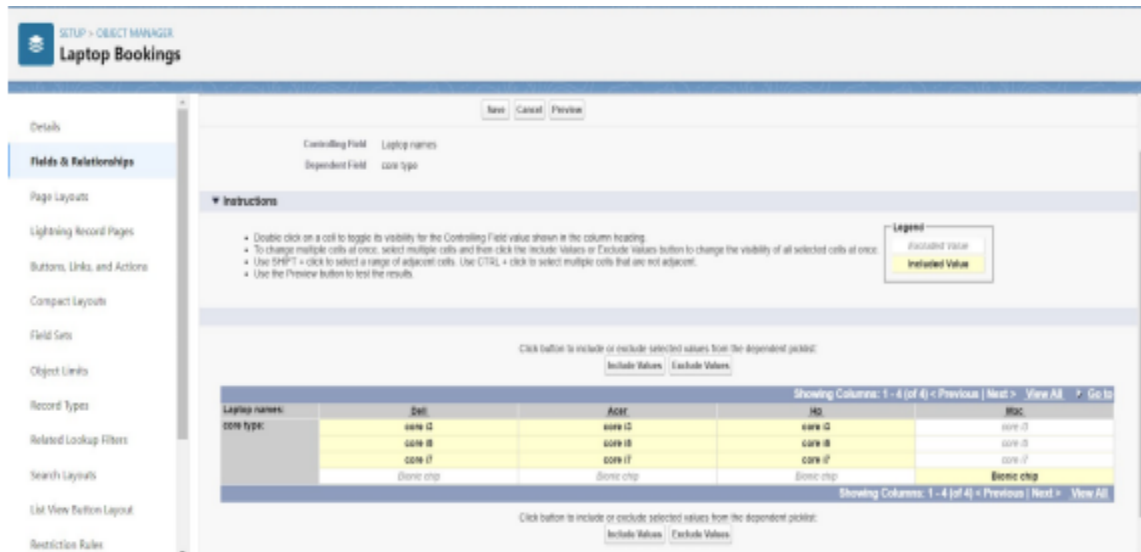 SETUP > OBJECT MANAGER
Laptop Bookings
Details
Fields & Relationships
Page Layouts
Lightning Record Pages
Buttons, Links, and Actions
Compact Layouts
Field Sets
Object Limits
Record Types
Related Lookup Filters
Search Layouts
List View Button Layout
Restriction Rules
Save Cancel Preview
Controlling Field Laptop names
Dependent Field core type
▼ Instructions
• Double click on a cell to toggle its visibility for the Controlling Field value shown in the column heading.
• To change multiple cells at once, select multiple cells and then click the Include Values or Exclude Values button to change the visibility of all selected cells at once.
• Use SHIFT + click to select a range of adjacent cells. Use CTRL + click to select multiple cells that are not adjacent.
• Use the Preview button to test the results.
Legend
Excluded Value
Included Value
Click button to include or exclude selected values from the dependent picklist:
Include Values Exclude Values
Showing Columns: 1 - 4 (of 4) < Previous | Next > View All Go to
Laptop names: Dell Acer Hp Mac
core type: core i3 core i3 core i3 core i3
core i7 core i7 core i7 core i7
Bionic chip Bionic chip Bionic chip Bionic chip
Showing Columns: 1 - 4 (of 4) < Previous | Next > View All
Click button to include or exclude selected values from the dependent picklist:
Include Values Exclude Values